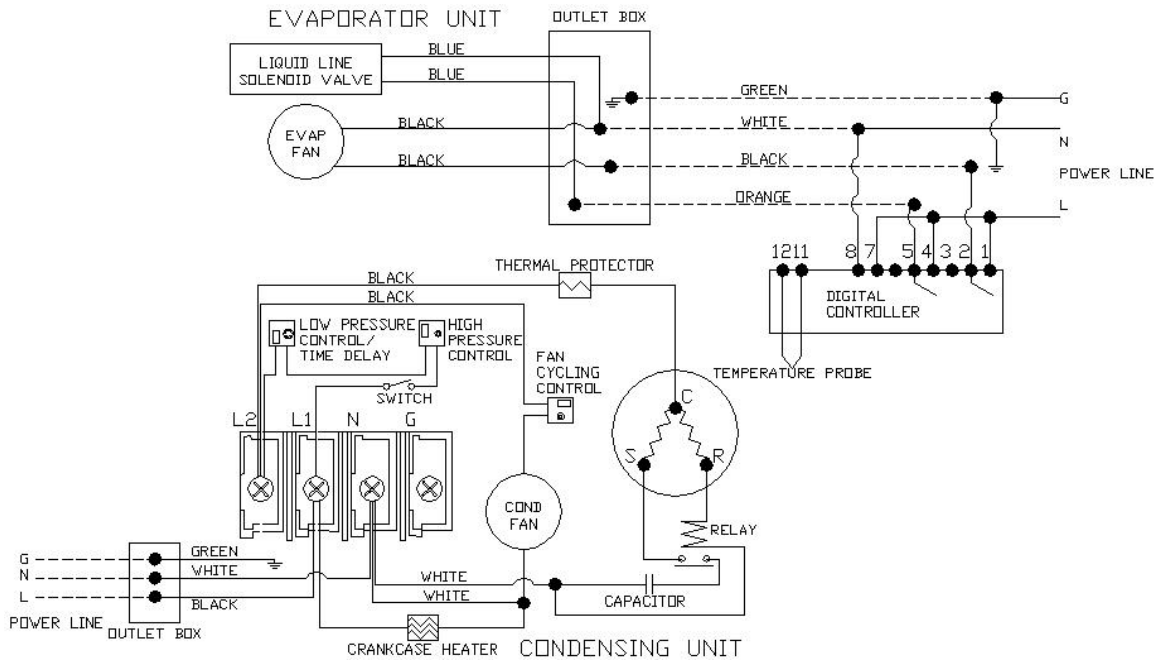 EVAPORATOR UNIT
OUTLET BOX
LIQUID LINE
SOLENOID VALVE
BLUE
BLUE
GREEN
G
EVAP
FAN
BLACK
WHITE
N
BLACK
BLACK
POWER LINE
ORANGE
L
12 11 8 7 5 4 3 2 1
DIGITAL
CONTROLLER
TEMPERATURE PROBE
THERMAL PROTECTOR
BLACK
BLACK
LOW PRESSURE
CONTROL/
TIME DELAY
HIGH
PRESSURE
CONTROL
FAN
CYCLING
CONTROL
SWITCH
L2 L1 N G
C
S
R
COND
FAN
RELAY
G
N
L
GREEN
WHITE
BLACK
POWER LINE
OUTLET BOX
WHITE
WHITE
CAPACITOR
CRANKCASE HEATER
CONDENSING UNIT